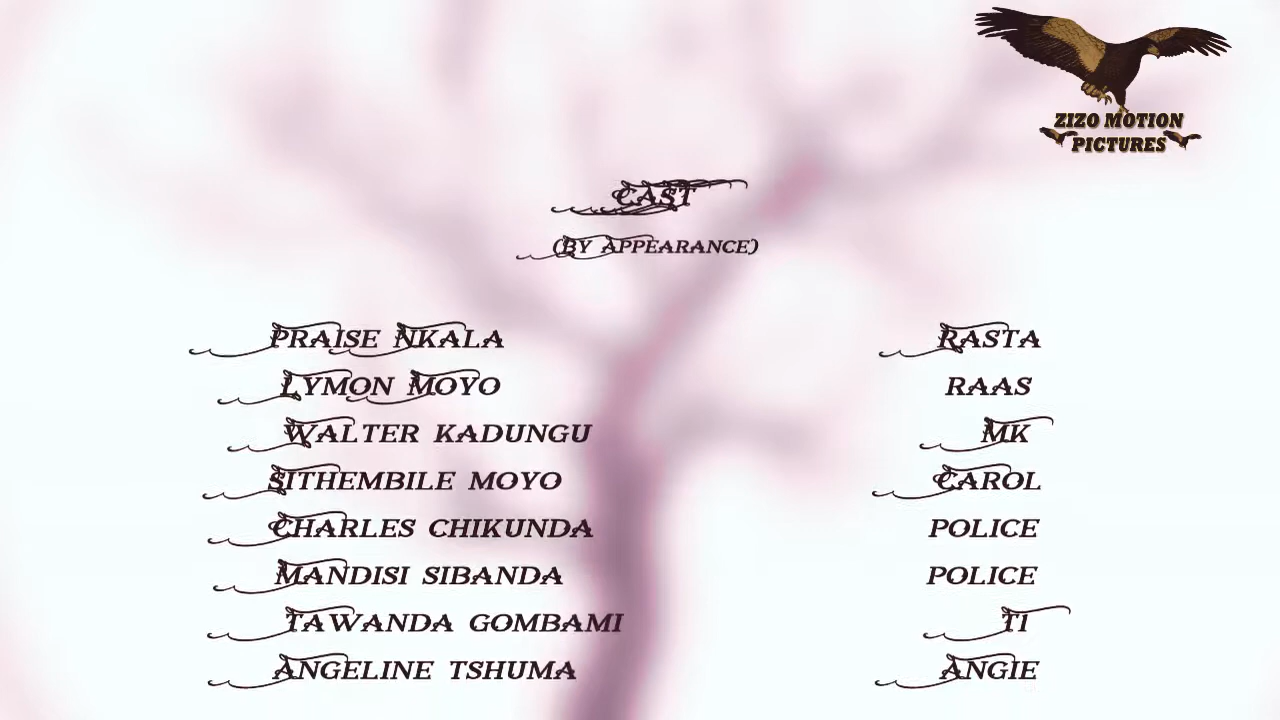 ZIZO MOTION
PICTURES
CAST
(BY APPEARANCE)
PRAISE NKALA RASTA
LYMON MOYO RAAS
WALTER KADUNGU MK
SITHEMBILE MOYO CAROL
CHARLES CHIKUNDA POLICE
MANDISI SIBANDA POLICE
TAWANDA GOMBAMI TI
ANGELINE TSHUMA ANGIE